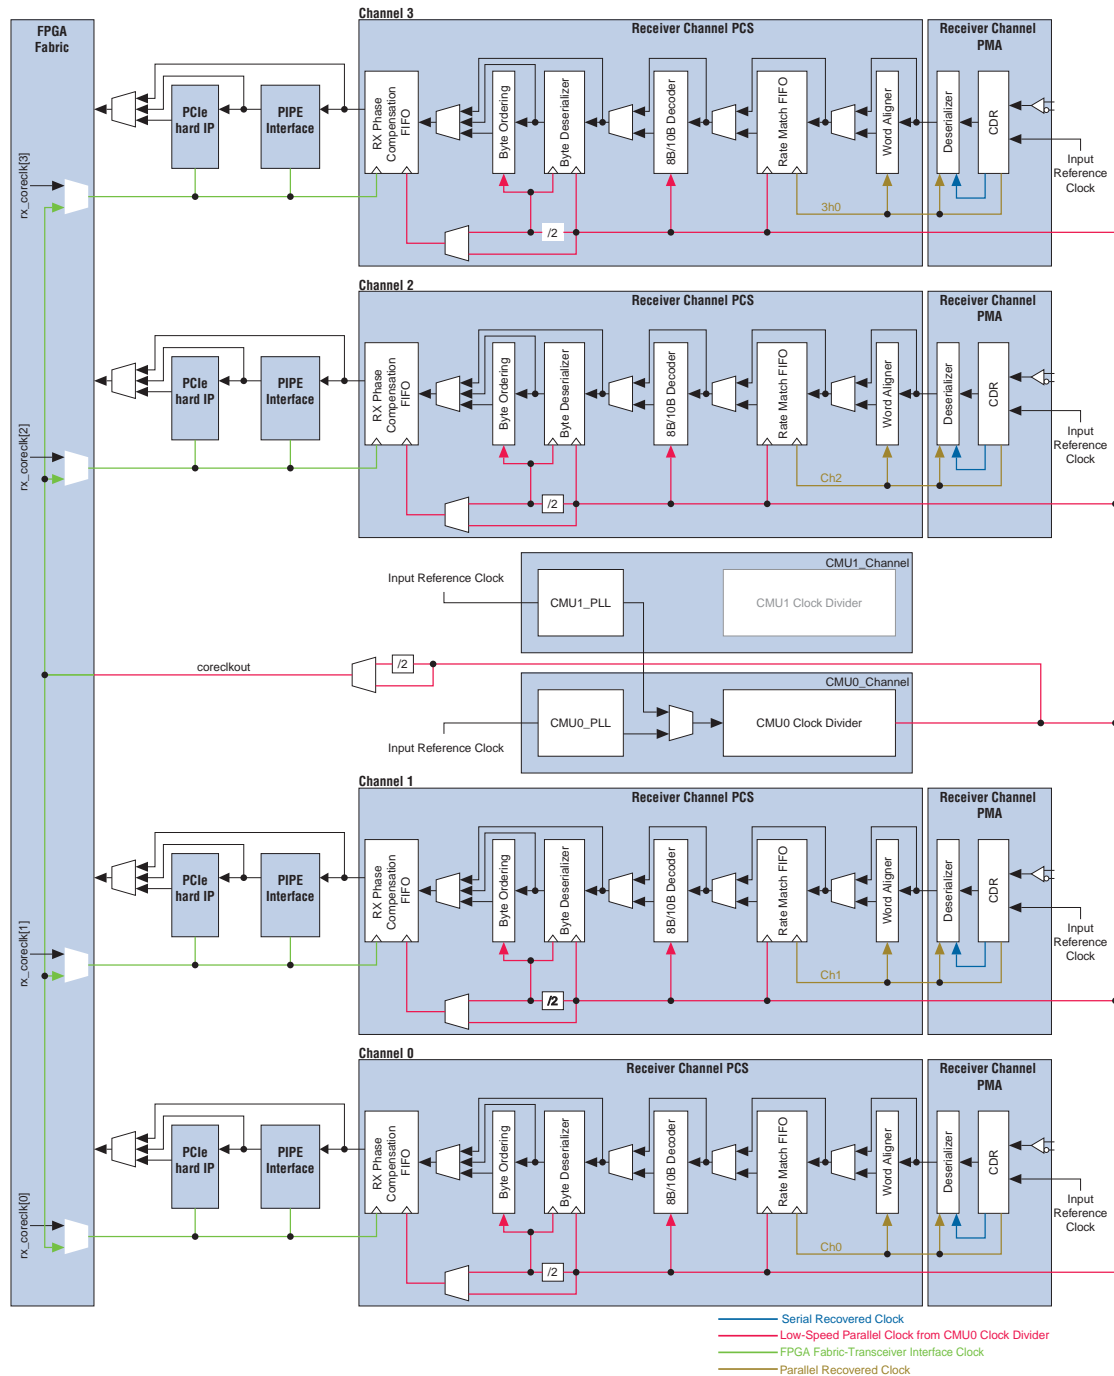 Channel 3
FPGA
Fabric
Receiver Channel PCS
Receiver Channel
PMA
PCIe
hard IP
PIPE
Interface
RX Phase
Compensation
FIFO
Byte Ordering
Byte Deserializer
8B/10B Decoder
Rate Match FIFO
Word Aligner
Deserializer
CDR
Input
Reference
Clock
rx_coreclk[3]
3h0
/2
Channel 2
Receiver Channel PCS
Receiver Channel
PMA
PCIe
hard IP
PIPE
Interface
RX Phase
Compensation
FIFO
Byte Ordering
Byte Deserializer
8B/10B Decoder
Rate Match FIFO
Word Aligner
Deserializer
CDR
Input
Reference
Clock
rx_coreclk[2]
Ch2
/2
CMU1_Channel
Input Reference Clock
CMU1_PLL
CMU1 Clock Divider
coreclkout
/2
CMU0_Channel
CMU0_PLL
CMU0 Clock Divider
Input Reference Clock
Channel 1
Receiver Channel PCS
Receiver Channel
PMA
PCIe
hard IP
PIPE
Interface
RX Phase
Compensation
FIFO
Byte Ordering
Byte Deserializer
8B/10B Decoder
Rate Match FIFO
Word Aligner
Deserializer
CDR
Input
Reference
Clock
rx_coreclk[1]
Ch1
/2
Channel 0
Receiver Channel PCS
Receiver Channel
PMA
PCIe
hard IP
PIPE
Interface
RX Phase
Compensation
FIFO
Byte Ordering
Byte Deserializer
8B/10B Decoder
Rate Match FIFO
Word Aligner
Deserializer
CDR
Input
Reference
Clock
rx_coreclk[0]
Ch0
/2
Serial Recovered Clock
Low-Speed Parallel Clock from CMU0 Clock Divider
FPGA Fabric-Transceiver Interface Clock
Parallel Recovered Clock